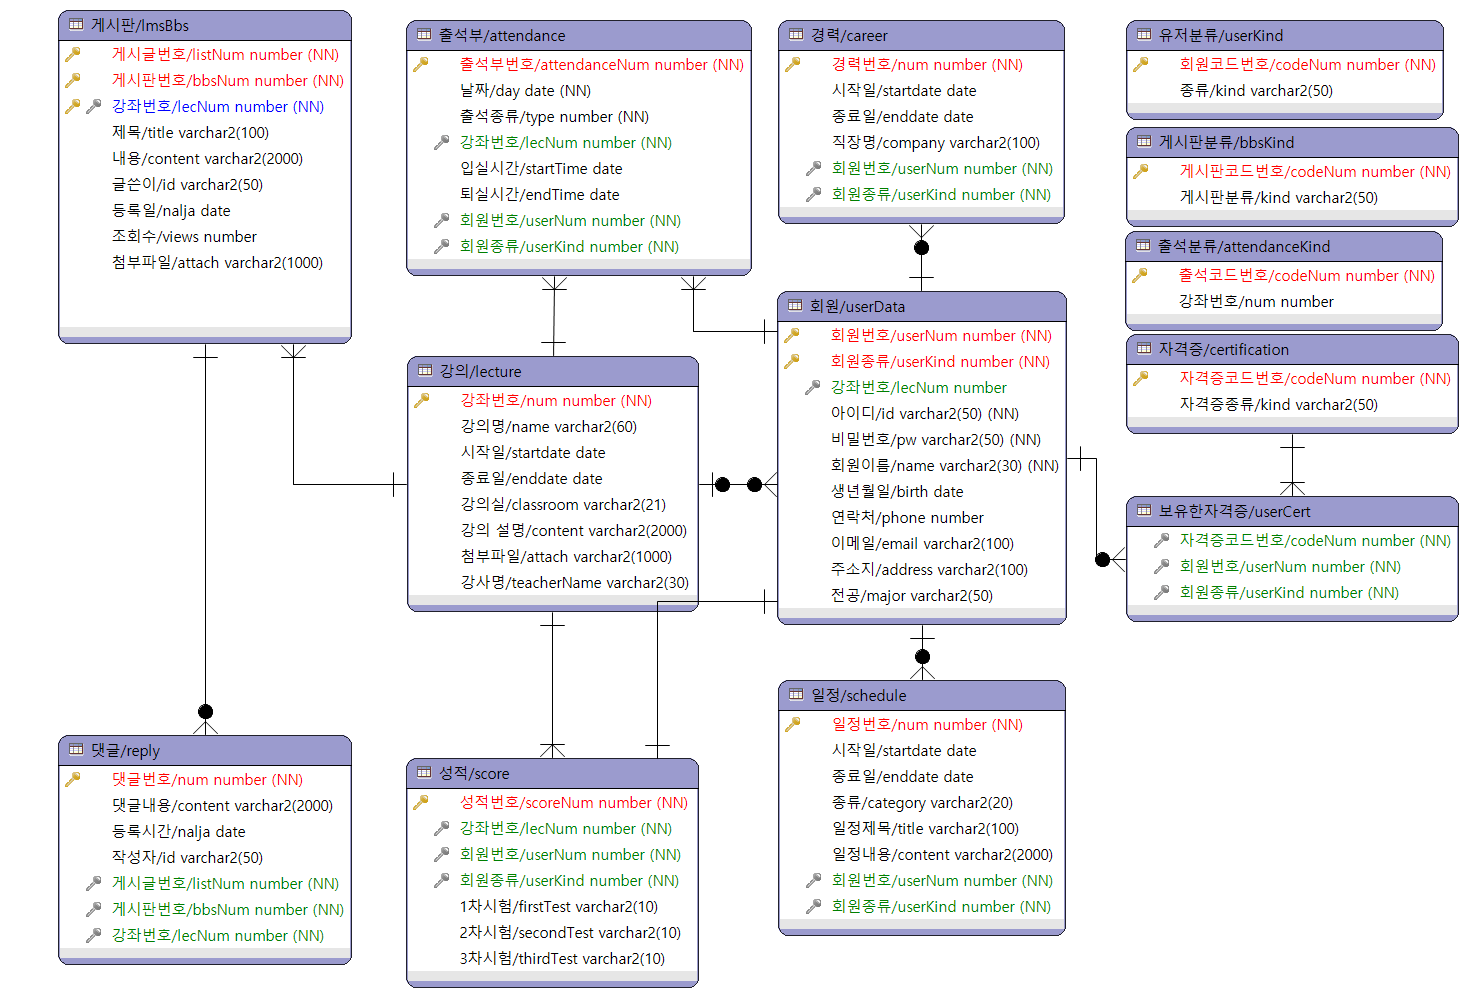 게시판/lmsBbs
게시글번호/listNum number (NN)
게시판번호/bbsNum number (NN)
강좌번호/lecNum number (NN)
제목/title varchar2(100)
내용/content varchar2(2000)
글쓴이/id varchar2(50)
등록일/nalja date
조회수/views number
첨부파일/attach varchar2(1000)
출석부/attendance
출석부번호/attendanceNum number (NN)
날짜/day date (NN)
출석종류/type number (NN)
강좌번호/lecNum number (NN)
입실시간/startTime date
퇴실시간/endTime date
회원번호/userNum number (NN)
회원종류/userKind number (NN)
경력/career
경력번호/num number (NN)
시작일/startdate date
종료일/enddate date
직장명/company varchar2(100)
회원번호/userNum number (NN)
회원종류/userKind number (NN)
유저분류/userKind
회원코드번호/codeNum number (NN)
종류/kind varchar2(50)
게시판분류/bbsKind
게시판코드번호/codeNum number (NN)
게시판분류/kind varchar2(50)
출석분류/attendanceKind
출석코드번호/codeNum number (NN)
강좌번호/num number
자격증/certification
자격증코드번호/codeNum number (NN)
자격증종류/kind varchar2(50)
강의/lecture
강좌번호/num number (NN)
강의명/name varchar2(60)
시작일/startdate date
종료일/enddate date
강의실/classroom varchar2(21)
강의 설명/content varchar2(2000)
첨부파일/attach varchar2(1000)
강사명/teacherName varchar2(30)
회원/userData
회원번호/userNum number (NN)
회원종류/userKind number (NN)
강좌번호/lecNum number
아이디/id varchar2(50) (NN)
비밀번호/pw varchar2(50) (NN)
회원이름/name varchar2(30) (NN)
생년월일/birth date
연락처/phone number
이메일/email varchar2(100)
주소지/address varchar2(100)
전공/major varchar2(50)
보유한자격증/userCert
자격증코드번호/codeNum number (NN)
회원번호/userNum number (NN)
회원종류/userKind number (NN)
댓글/reply
댓글번호/num number (NN)
댓글내용/content varchar2(2000)
등록시간/nalja date
작성자/id varchar2(50)
게시글번호/listNum number (NN)
게시판번호/bbsNum number (NN)
강좌번호/lecNum number (NN)
성적/score
성적번호/scoreNum number (NN)
강좌번호/lecNum number (NN)
회원번호/userNum number (NN)
회원종류/userKind number (NN)
1차시험/firstTest varchar2(10)
2차시험/secondTest varchar2(10)
3차시험/thirdTest varchar2(10)
일정/schedule
일정번호/num number (NN)
시작일/startdate date
종료일/enddate date
종류/category varchar2(20)
일정제목/title varchar2(100)
일정내용/content varchar2(2000)
회원번호/userNum number (NN)
회원종류/userKind number (NN)